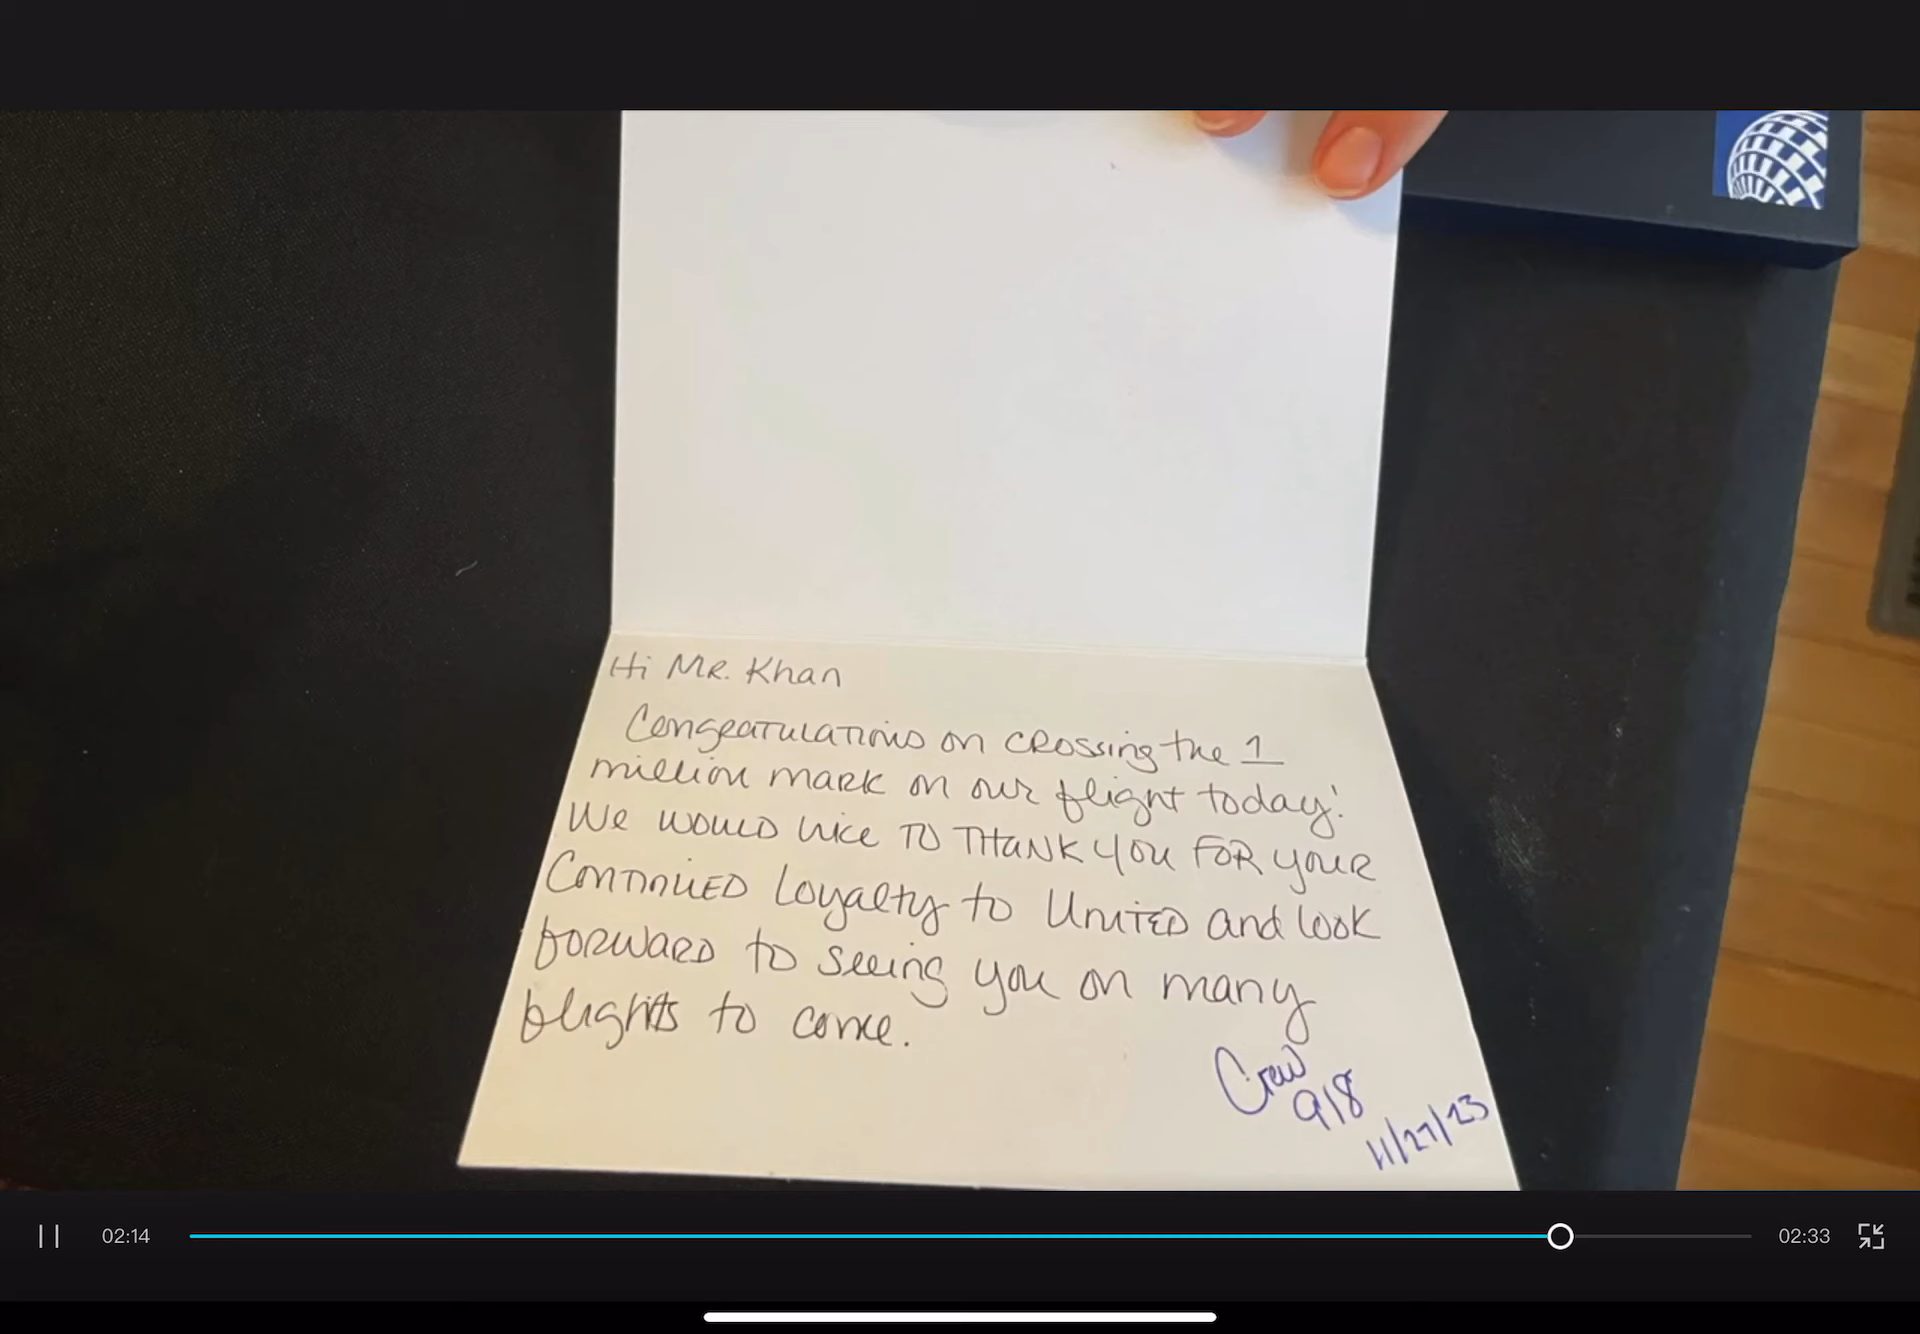 Hi MR. Khan
Congratulations on crossing the 1
million mark on our flight today!
We would like to thank you for your
continued loyalty to United and look
forward to seeing you on many
flights to come.
Crew
918
11/27/23
02:14
02:33